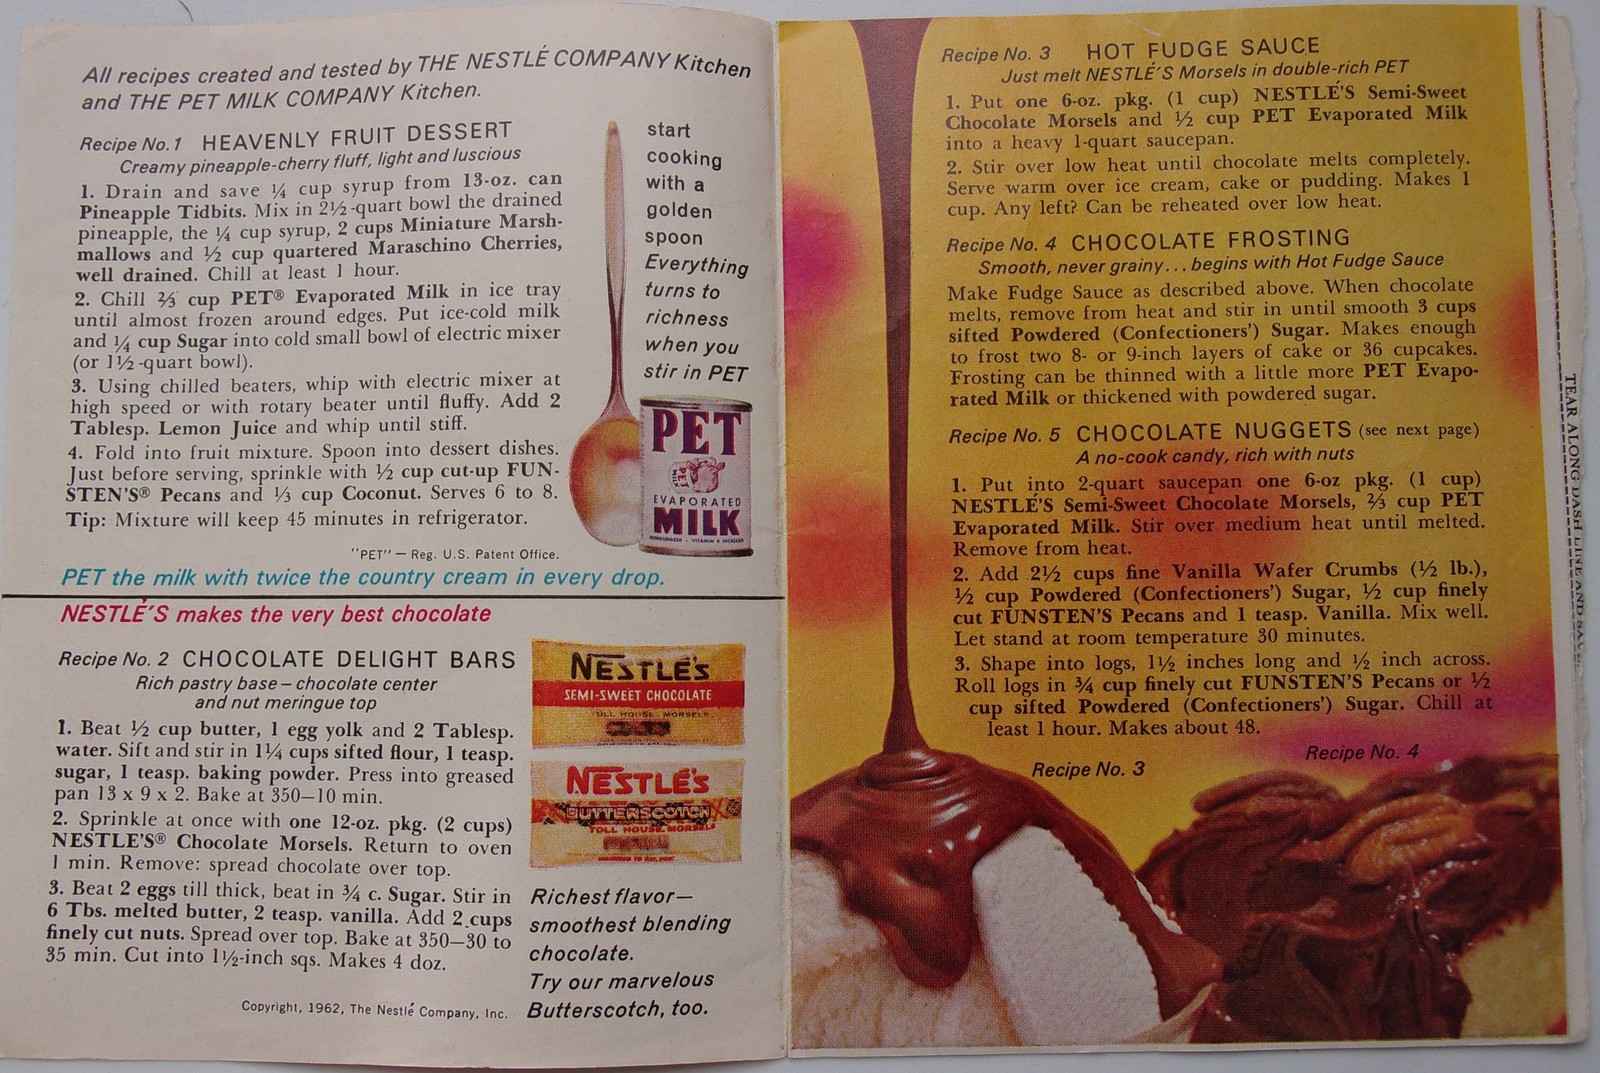 All recipes created and tested by THE NESTLÉ COMPANY Kitchen
and THE PET MILK COMPANY Kitchen.
Recipe No. 1 HEAVENLY FRUIT DESSERT
Creamy pineapple-cherry fluff, light and luscious
1. Drain and save ¼ cup syrup from 13-oz. can
Pineapple Tidbits. Mix in 2½-quart bowl the drained
pineapple, the ¼ cup syrup, 2 cups Miniature Marsh-
mallows and ½ cup quartered Maraschino Cherries,
well drained. Chill at least 1 hour.
2. Chill ⅔ cup PET® Evaporated Milk in ice tray
until almost frozen around edges. Put ice-cold milk
and ¼ cup Sugar into cold small bowl of electric mixer
(or 1½-quart bowl).
3. Using chilled beaters, whip with electric mixer at
high speed or with rotary beater until fluffy. Add 2
Tablesp. Lemon Juice and whip until stiff.
4. Fold into fruit mixture. Spoon into dessert dishes.
Just before serving, sprinkle with ½ cup cut-up FUN-
STEN'S® Pecans and ⅓ cup Coconut. Serves 6 to 8.
Tip: Mixture will keep 45 minutes in refrigerator.
"PET" — Reg. U.S. Patent Office.
start
cooking
with a
golden
spoon
Everything
turns to
richness
when you
stir in PET
PET
EVAPORATED
MILK
PET the milk with twice the country cream in every drop.
NESTLÉ'S makes the very best chocolate
Recipe No. 2 CHOCOLATE DELIGHT BARS
Rich pastry base — chocolate center
and nut meringue top
1. Beat ½ cup butter, 1 egg yolk and 2 Tablesp.
water. Sift and stir in 1¼ cups sifted flour, 1 teasp.
sugar, 1 teasp. baking powder. Press into greased
pan 13 x 9 x 2. Bake at 350—10 min.
2. Sprinkle at once with one 12-oz. pkg. (2 cups)
NESTLÉ'S® Chocolate Morsels. Return to oven
1 min. Remove: spread chocolate over top.
3. Beat 2 eggs till thick, beat in ¾ c. Sugar. Stir in
6 Tbs. melted butter, 2 teasp. vanilla. Add 2 cups
finely cut nuts. Spread over top. Bake at 350—30 to
35 min. Cut into 1½-inch sqs. Makes 4 doz.
Copyright, 1962, The Nestlé Company, Inc.
NESTLÉ'S
SEMI-SWEET CHOCOLATE
TOLL HOUSE MORSELS
NESTLÉ'S
BUTTERSCOTCH
TOLL HOUSE MORSELS
Richest flavor—
smoothest blending
chocolate.
Try our marvelous
Butterscotch, too.
Recipe No. 3 HOT FUDGE SAUCE
Just melt NESTLÉ'S Morsels in double-rich PET
1. Put one 6-oz. pkg. (1 cup) NESTLÉ'S Semi-Sweet
Chocolate Morsels and ½ cup PET Evaporated Milk
into a heavy 1-quart saucepan.
2. Stir over low heat until chocolate melts completely.
Serve warm over ice cream, cake or pudding. Makes 1
cup. Any left? Can be reheated over low heat.
Recipe No. 4 CHOCOLATE FROSTING
Smooth, never grainy...begins with Hot Fudge Sauce
Make Fudge Sauce as described above. When chocolate
melts, remove from heat and stir in until smooth 3 cups
sifted Powdered (Confectioners') Sugar. Makes enough
to frost two 8- or 9-inch layers of cake or 36 cupcakes.
Frosting can be thinned with a little more PET Evapo-
rated Milk or thickened with powdered sugar.
Recipe No. 5 CHOCOLATE NUGGETS (see next page)
A no-cook candy, rich with nuts
1. Put into 2-quart saucepan one 6-oz pkg. (1 cup)
NESTLÉ'S Semi-Sweet Chocolate Morsels, ⅔ cup PET
Evaporated Milk. Stir over medium heat until melted.
Remove from heat.
2. Add 2½ cups fine Vanilla Wafer Crumbs (½ lb.),
½ cup Powdered (Confectioners') Sugar, ½ cup finely
cut FUNSTEN'S Pecans and 1 teasp. Vanilla. Mix well.
Let stand at room temperature 30 minutes.
3. Shape into logs, 1½ inches long and ½ inch across.
Roll logs in ¾ cup finely cut FUNSTEN'S Pecans or ½
cup sifted Powdered (Confectioners') Sugar. Chill at
least 1 hour. Makes about 48.
Recipe No. 3
Recipe No. 4
TEAR ALONG DASH LINE AND